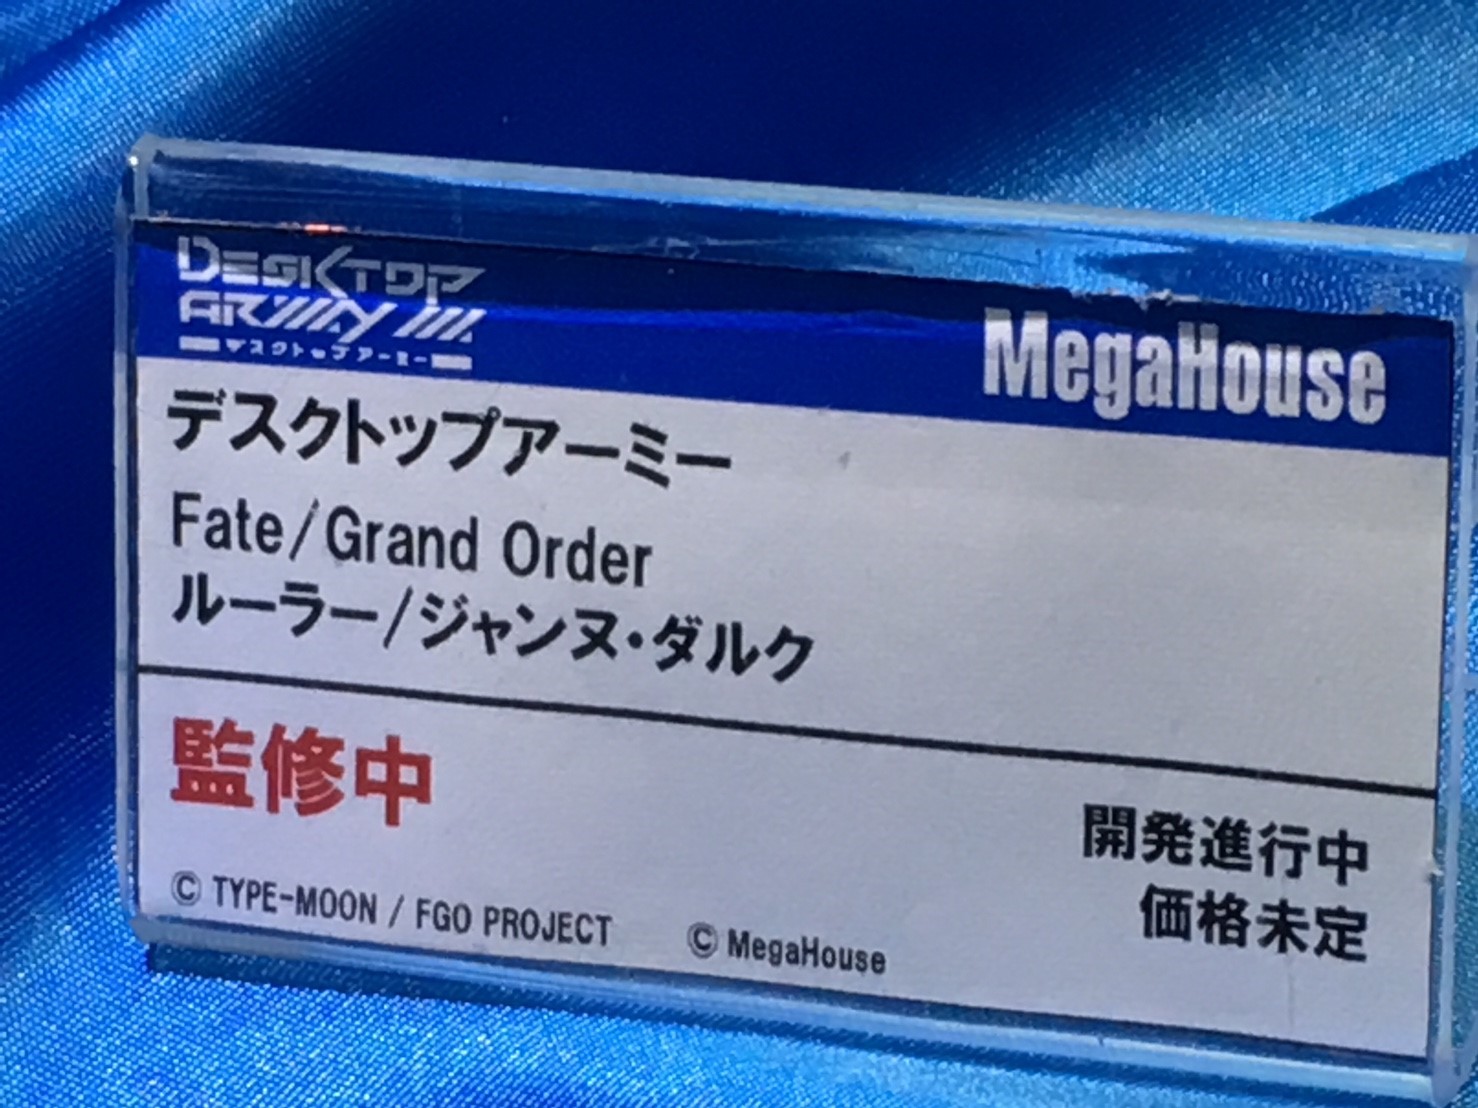 DESKTOP
ARMY
デスクトップアーミー
MegaHouse
デスクトップアーミー
Fate/Grand Order
ルーラー/ジャンヌ・ダルク
監修中
開発進行中
価格未定
© TYPE-MOON / FGO PROJECT
© MegaHouse